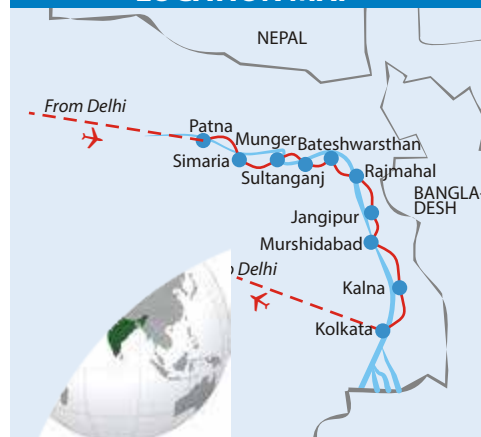 NEPAL
From Delhi
Patna
Munger
Bateshwarsthan
Simaria
Sultanganj
Rajmahal
BANGLA-
DESH
Jangipur
Murshidabad
Delhi
Kalna
Kolkata